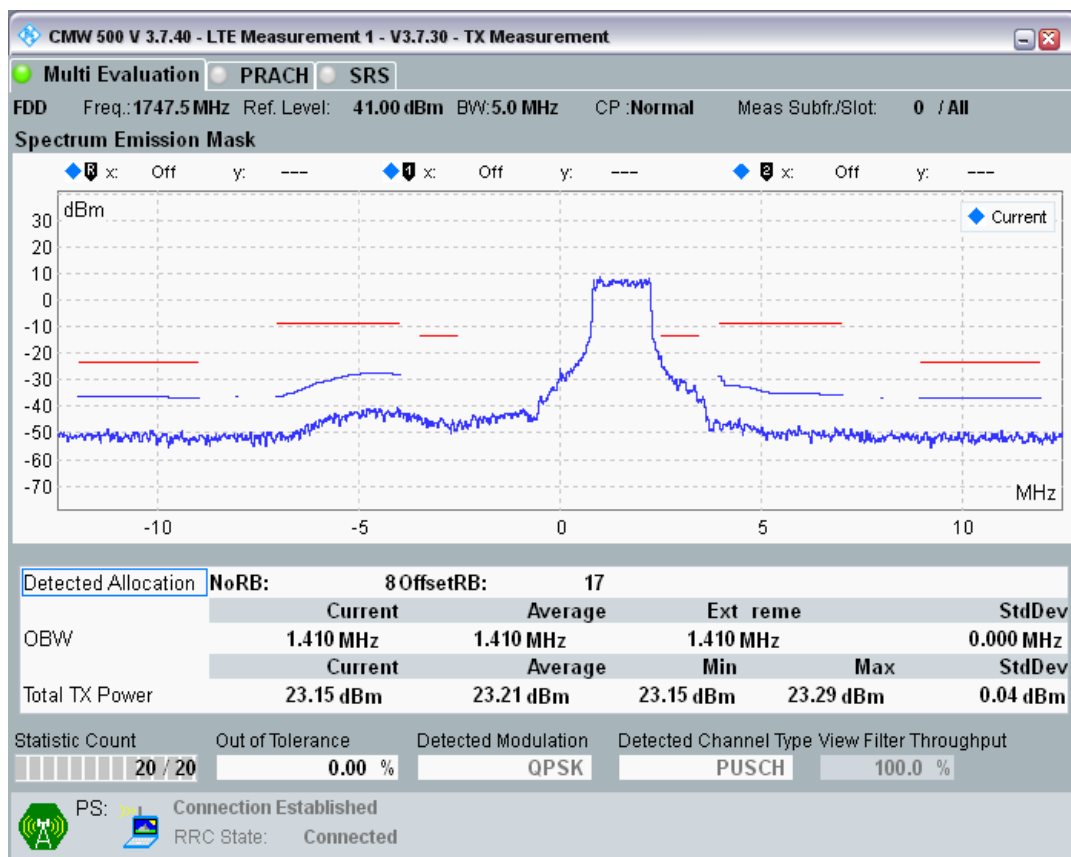 CMW 500 V 3.7.40 - LTE Measurement 1 - V3.7.30 - TX Measurement
Multi Evaluation PRACH SRS
FDD Freq.: 1747.5 MHz Ref. Level: 41.00 dBm BW: 5.0 MHz CP : Normal Meas Subfr./Slot: 0 / All
Spectrum Emission Mask
R x: Off y: --- 1 x: Off y: --- 2 x: Off y: ---
dBm
Current
30
20
10
0
-10
-20
-30
-40
-50
-60
-70
MHz
-10 -5 0 5 10
Detected Allocation NoRB: 8 OffsetRB: 17
Current Average Ext reme StdDev
OBW 1.410 MHz 1.410 MHz 1.410 MHz 0.000 MHz
Current Average Min Max StdDev
Total TX Power 23.15 dBm 23.21 dBm 23.15 dBm 23.29 dBm 0.04 dBm
Statistic Count Out of Tolerance Detected Modulation Detected Channel Type View Filter Throughput
20 / 20 0.00 % QPSK PUSCH 100.0 %
PS: Connection Established
RRC State: Connected